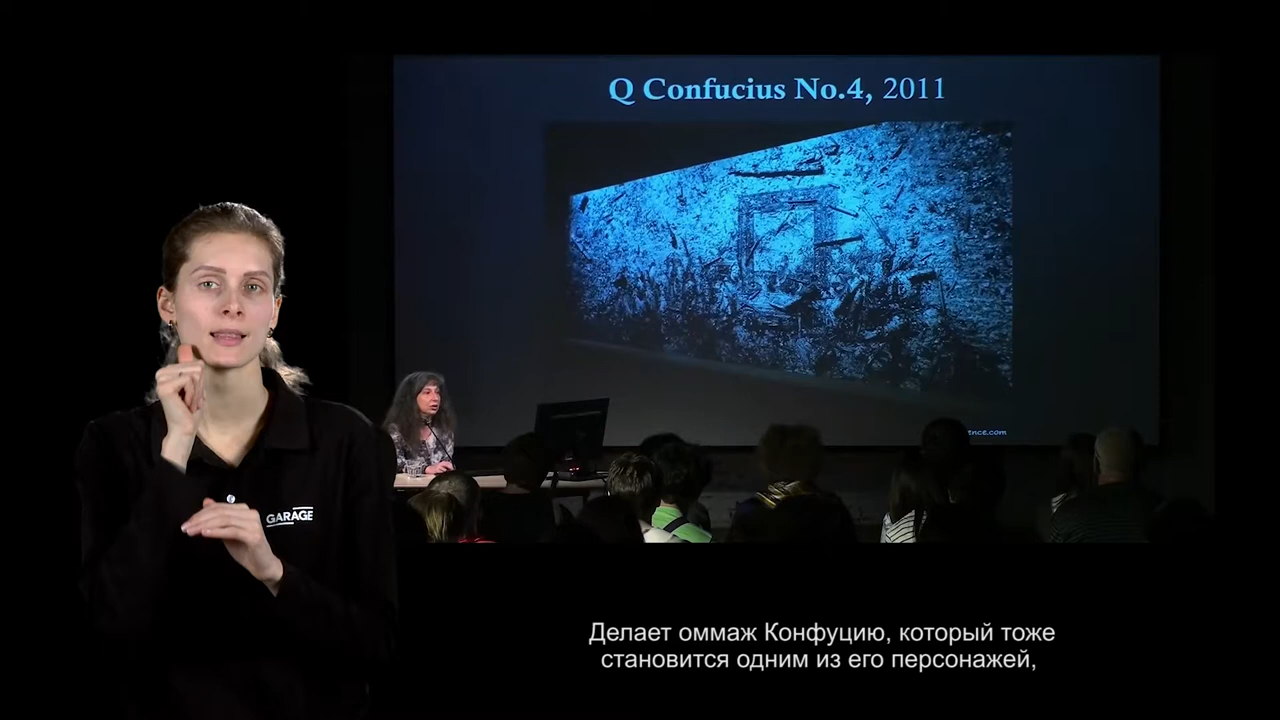 Q Confucius No.4, 2011
GARAGE
Делает оммаж Конфуцию, который тоже
становится одним из его персонажей,